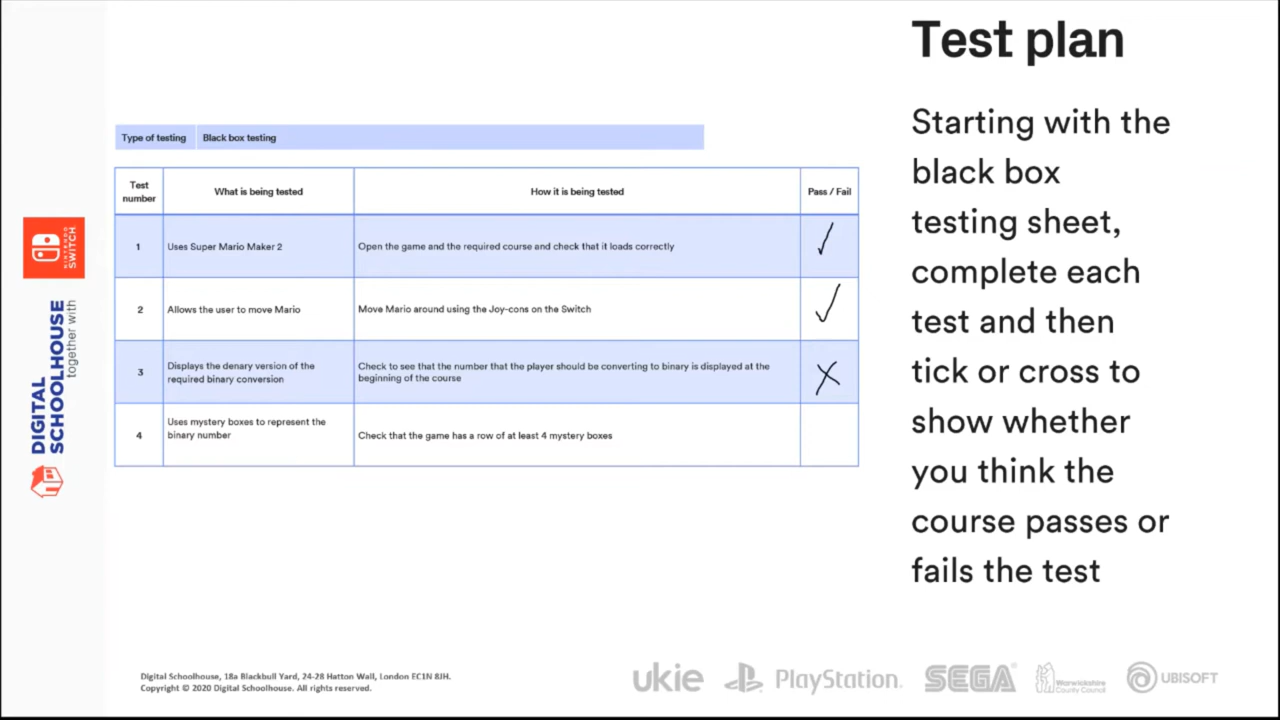 Test plan
Starting with the
black box
testing sheet,
complete each
test and then
tick or cross to
show whether
you think the
course passes or
fails the test
Type of testing Black box testing
Test
number
What is being tested
How it is being tested
Pass / Fail
1
Uses Super Mario Maker 2
Open the game and the required course and check that it loads correctly
2
Allows the user to move Mario
Move Mario around using the Joy-cons on the Switch
3
Displays the denary version of the
required binary conversion
Check to see that the number that the player should be converting to binary is displayed at the
beginning of the course
4
Uses mystery boxes to represent the
binary number
Check that the game has a row of at least 4 mystery boxes
NINTENDO
SWITCH
DIGITAL
SCHOOLHOUSE
together with
Digital Schoolhouse, 18a Blackbull Yard, 24-28 Hatton Wall, London EC1N 8JH.
Copyright © 2020 Digital Schoolhouse. All rights reserved.
ukie
PlayStation.
SEGA
Warwickshire
County Council
UBISOFT